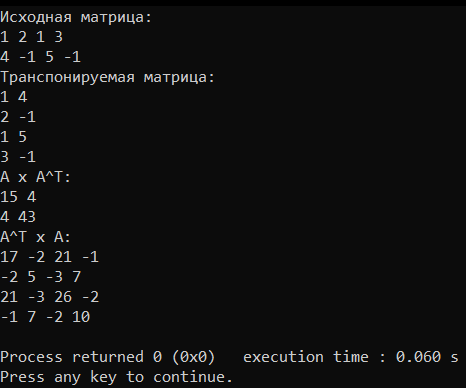 Исходная матрица:
1 2 1 3
4 -1 5 -1
Транспонируемая матрица:
1 4
2 -1
1 5
3 -1
A x A^T:
15 4
4 43
A^T x A:
17 -2 21 -1
-2 5 -3 7
21 -3 26 -2
-1 7 -2 10

Process returned 0 (0x0)   execution time : 0.060 s
Press any key to continue.